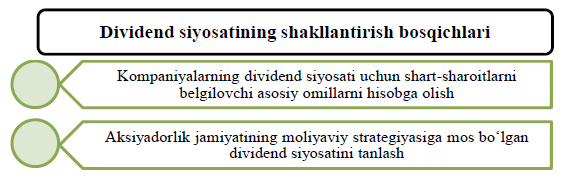 Dividend siyosatining shakllantirish bosqichlari
Kompaniyalarning dividend siyosati uchun shart-sharoitlarni
belgilovchi asosiy omillarni hisobga olish
Aksiyadorlik jamiyatining moliyaviy strategiyasiga mos bo‘lgan
dividend siyosatini tanlash